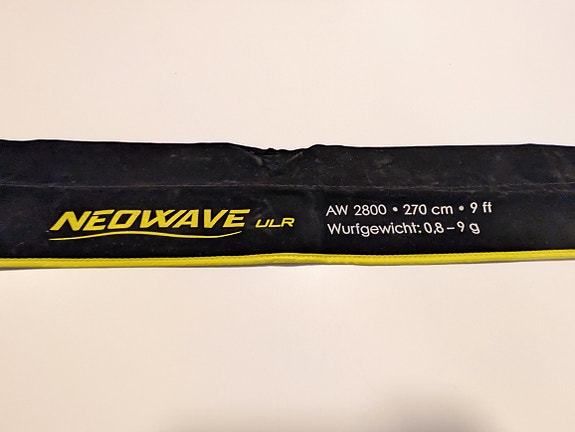 NEOWAVE ULR
AW 2800 • 270 cm • 9 ft
Wurfgewicht: 0,8 – 9 g